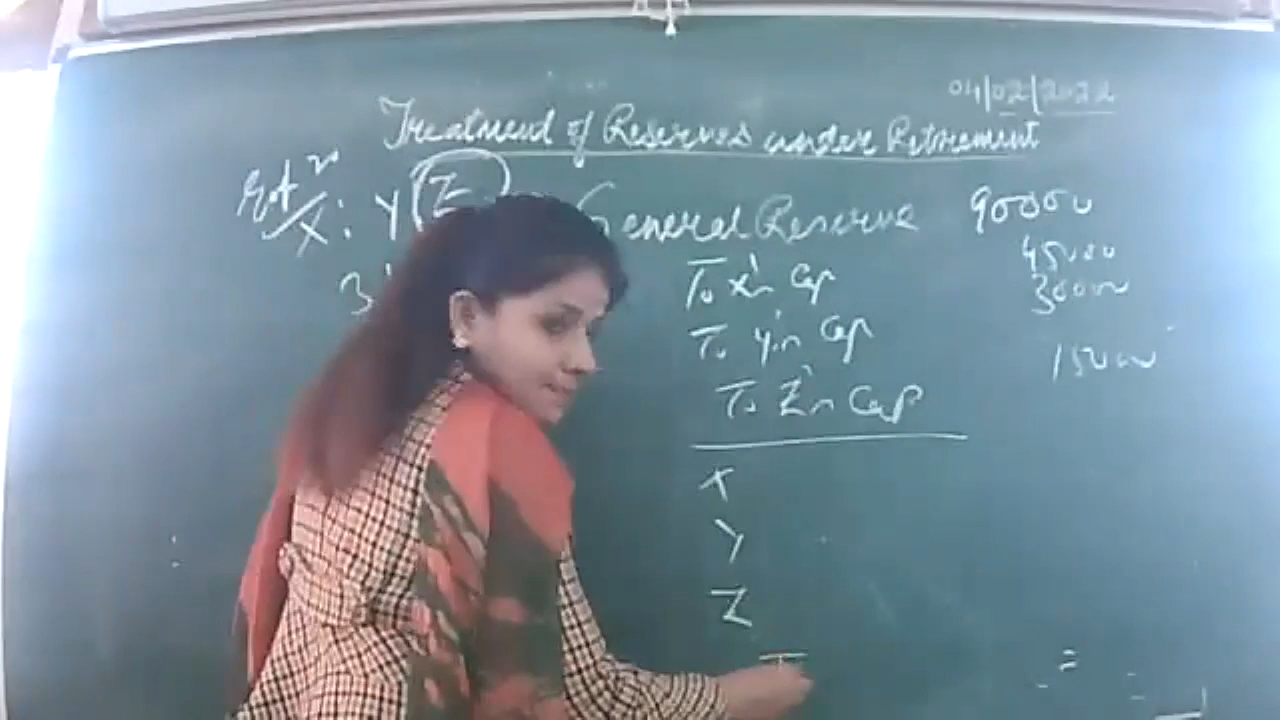 04/02/2022
Treatment of Reserves under Retirement
X: Y Z General Reserve 90000
3 To X's Cap 45000
To Y's Cap 30000
To Z's Cap 15000
X
Y
Z
T